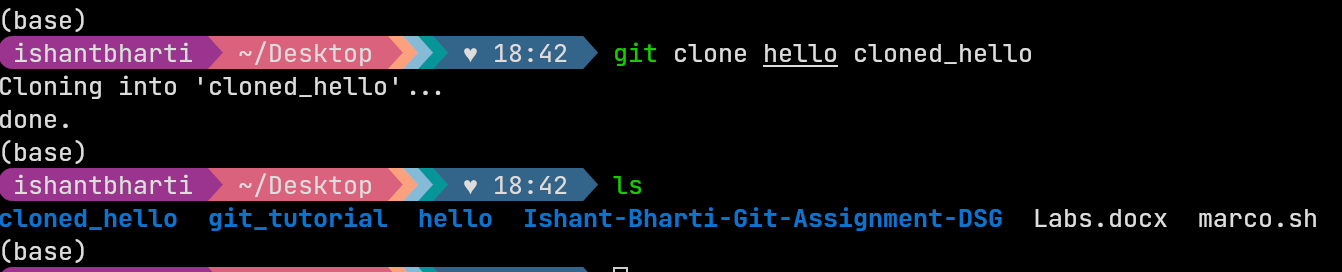 (base)
ishantbharti ~/Desktop ♥ 18:42 git clone hello cloned_hello
Cloning into 'cloned_hello'...
done.
(base)
ishantbharti ~/Desktop ♥ 18:42 ls
cloned_hello git_tutorial hello Ishant-Bharti-Git-Assignment-DSG Labs.docx marco.sh
(base)